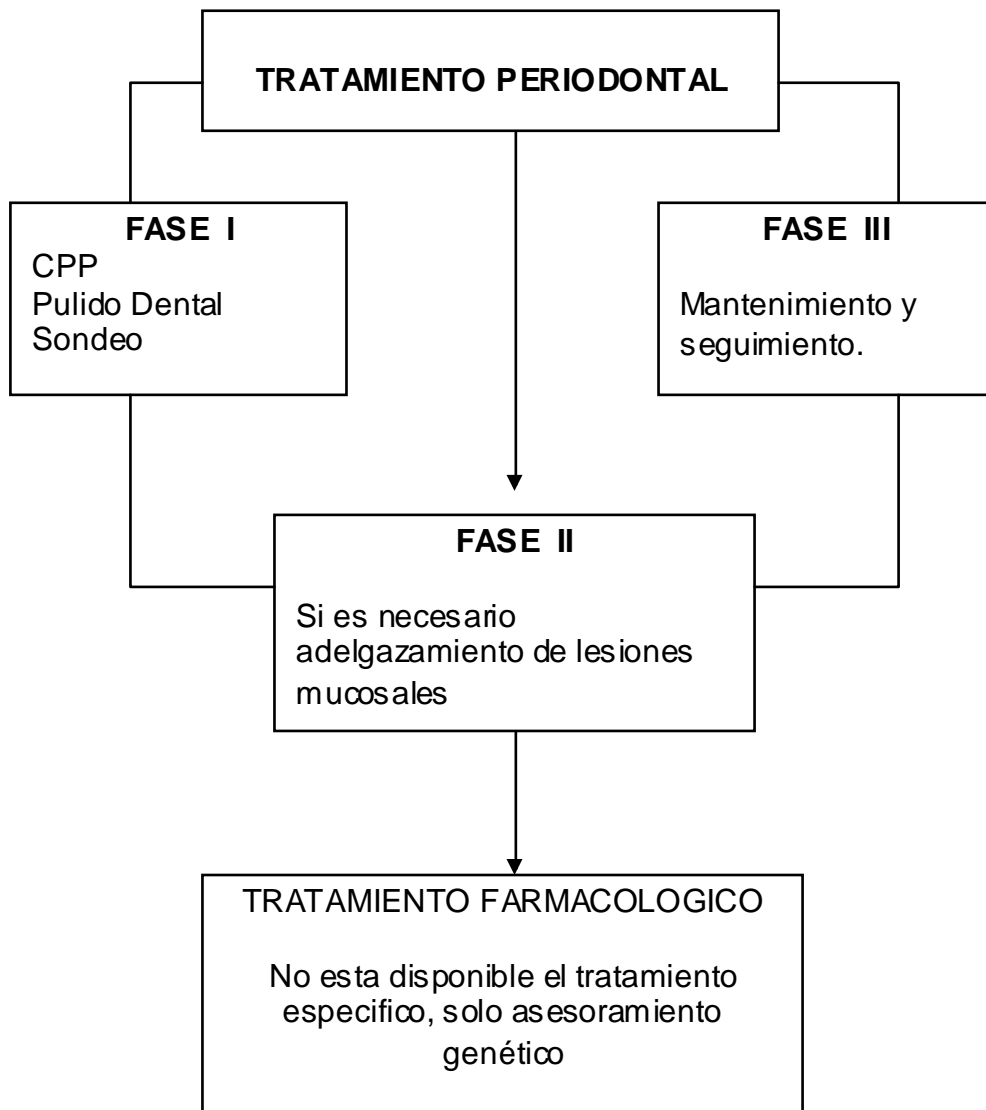 TRATAMIENTO PERIODONTAL
FASE I
CPP
Pulido Dental
Sondeo
FASE III
Mantenimiento y
seguimiento.
FASE II
Si es necesario
adelgazamiento de lesiones
mucosales
TRATAMIENTO FARMACOLOGICO
No esta disponible el tratamiento
especifico, solo asesoramiento
genético